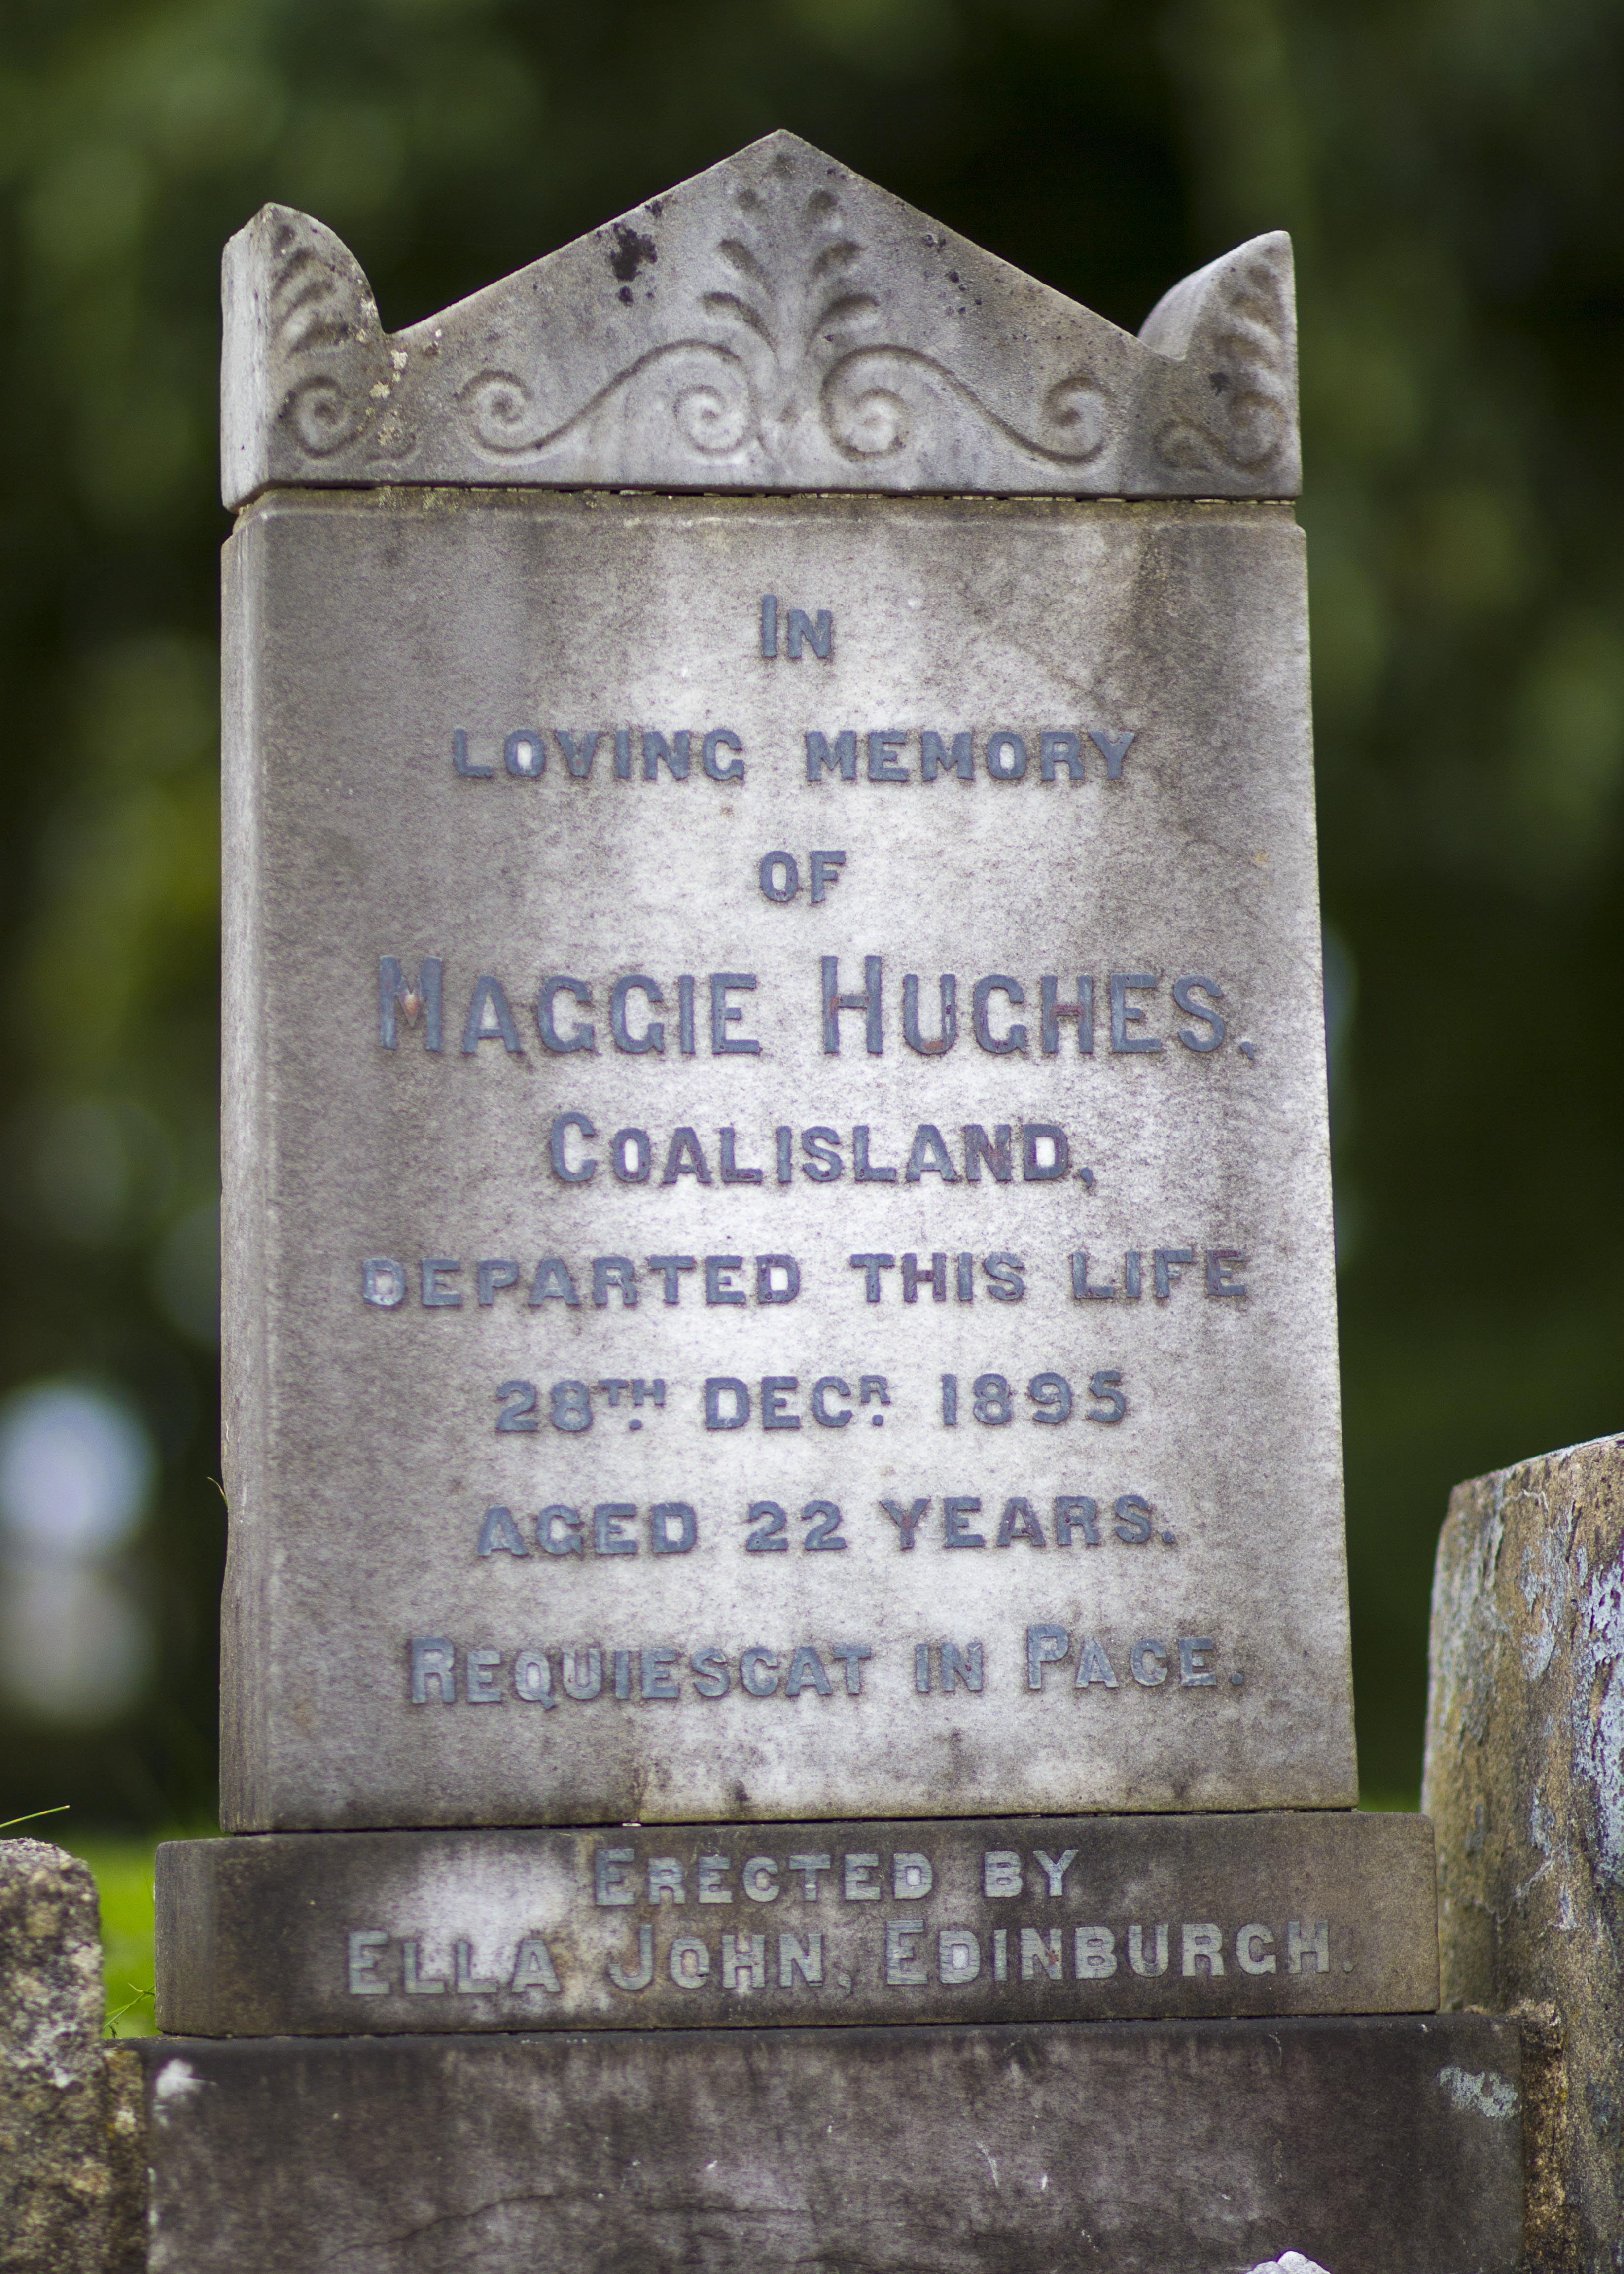 IN
LOVING MEMORY
OF
MAGGIE HUGHES,
COALISLAND,
DEPARTED THIS LIFE
28TH. DECR. 1895
AGED 22 YEARS.
REQUIESCAT IN PACE.
ERECTED BY
ELLA JOHN, EDINBURGH.